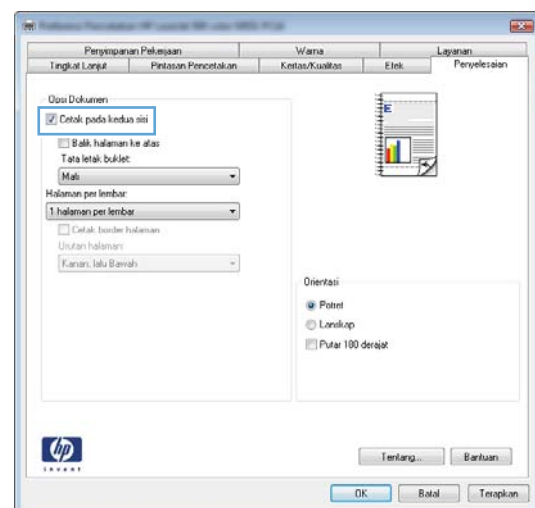 Penyimpanan Pekerjaan Warna Layanan
Tingkat Lanjut Pintasan Pencetakan Kertas/Kualitas Efek Penyelesaian
Opsi Dokumen
Cetak pada kedua sisi
Balik halaman ke atas
Tata letak buklet:
Mati
Halaman per lembar:
1 halaman per lembar
Cetak border halaman
Urutan halaman:
Kanan, lalu Bawah
E
Orientasi
Potret
Lanskap
Putar 180 derajat
hp
invent
Tentang... Bantuan
OK Batal Terapkan